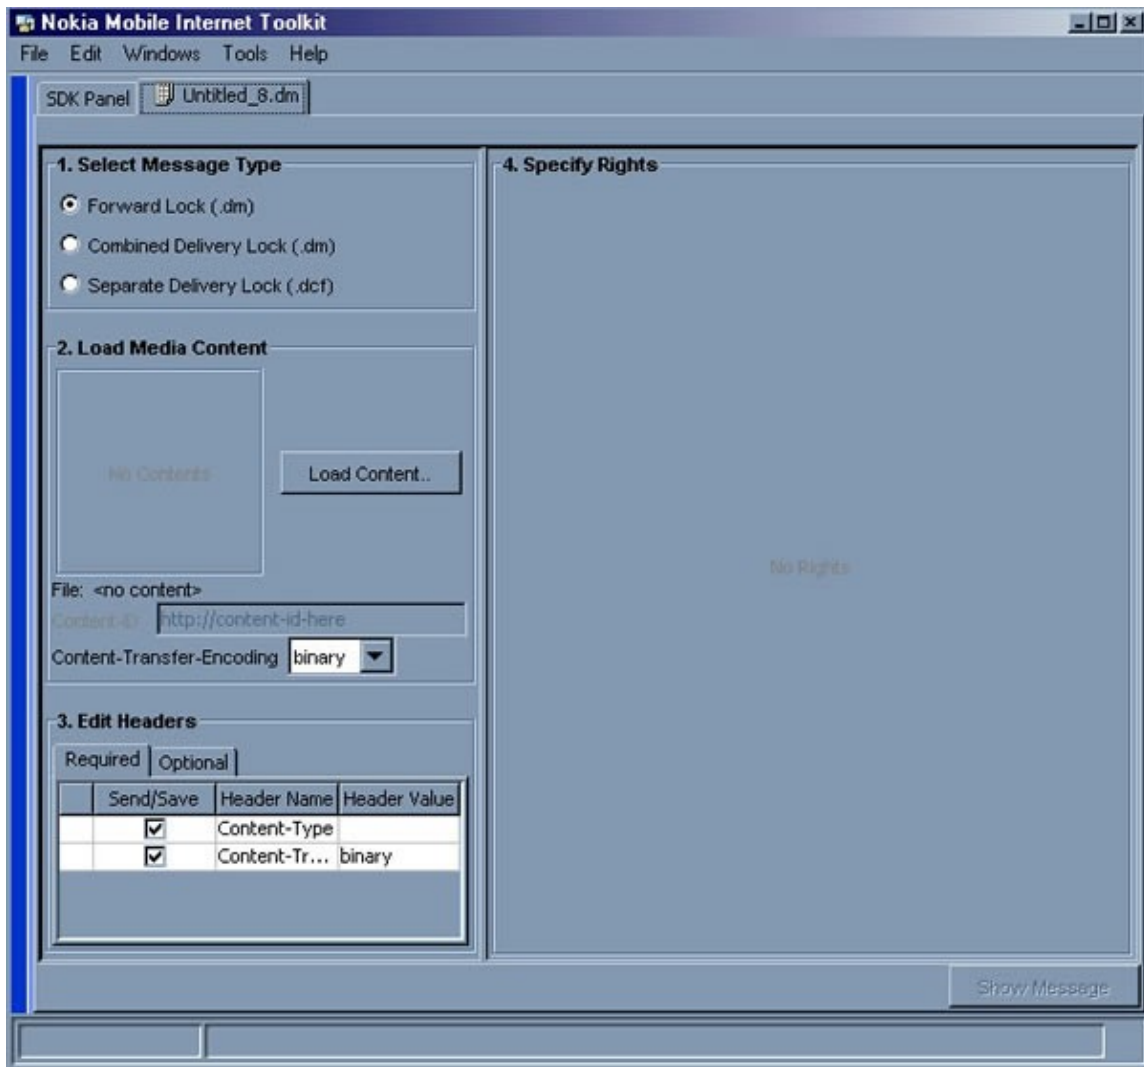 Nokia Mobile Internet Toolkit
File Edit Windows Tools Help
SDK Panel Untitled_8.dm
1. Select Message Type
Forward Lock (.dm)
Combined Delivery Lock (.dm)
Separate Delivery Lock (.dcf)
2. Load Media Content
No Contents
Load Content..
File: <no content>
Content-ID http://content-id-here
Content-Transfer-Encoding binary
3. Edit Headers
Required Optional
Send/Save Header Name Header Value
Content-Type
Content-Tr... binary
4. Specify Rights
No Rights
Show Message